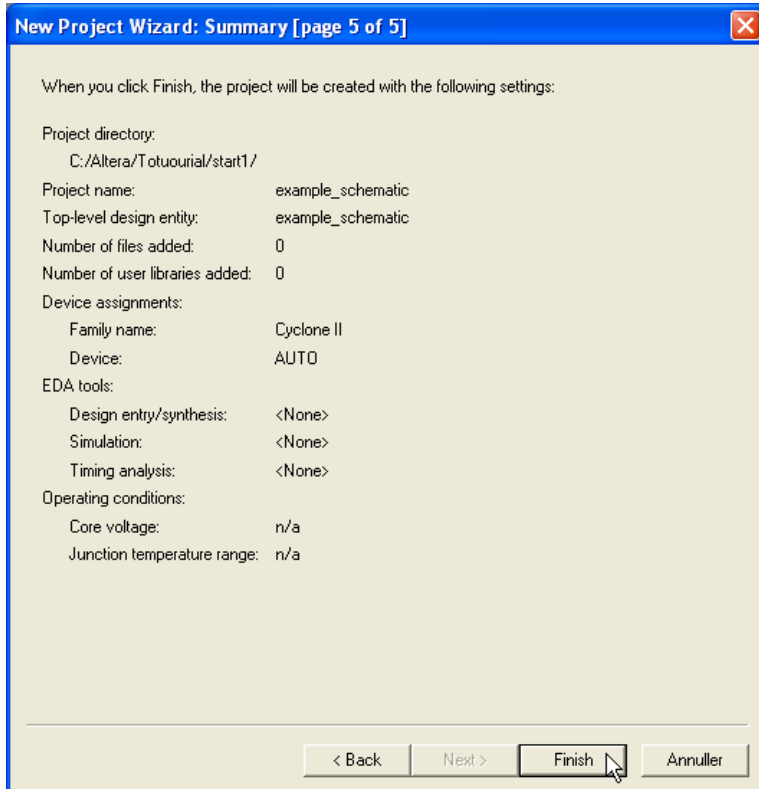 New Project Wizard: Summary [page 5 of 5]
When you click Finish, the project will be created with the following settings:
Project directory:
C:/Altera/Totuourial/start1/
Project name: example_schematic
Top-level design entity: example_schematic
Number of files added: 0
Number of user libraries added: 0
Device assignments:
Family name: Cyclone II
Device: AUTO
EDA tools:
Design entry/synthesis: <None>
Simulation: <None>
Timing analysis: <None>
Operating conditions:
Core voltage: n/a
Junction temperature range: n/a
< Back Next > Finish Annuller